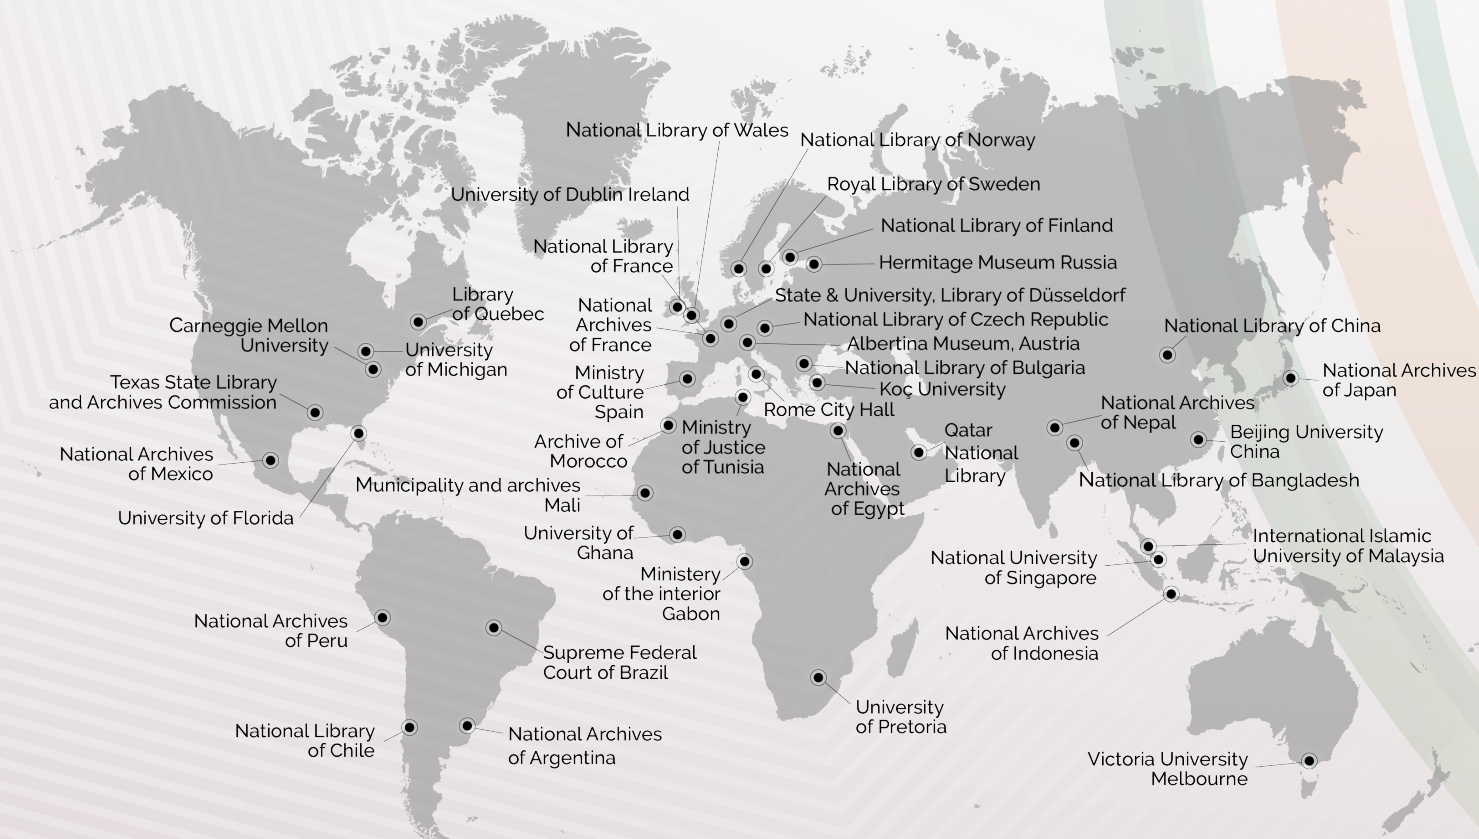 National Library of Wales
National Library of Norway
Royal Library of Sweden
University of Dublin Ireland
National Library of Finland
National Library
of France
Hermitage Museum Russia
Library
of Quebec
State & University, Library of Düsseldorf
National
Archives
of France
National Library of Czech Republic
Carneggie Mellon
University
National Library of China
University
of Michigan
Albertina Museum, Austria
National Library of Bulgaria
Ministry
of Culture
Spain
Koç University
National Archives
of Japan
Texas State Library
and Archives Commission
Rome City Hall
National Archives
of Nepal
Ministry
of Justice
of Tunisia
Qatar
National
Library
Beijing University
China
Archive of
Morocco
National Archives
of Mexico
National
Archives
of Egypt
National Library of Bangladesh
Municipality and archives
Mali
University of Florida
University of
Ghana
International Islamic
University of Malaysia
National University
of Singapore
Ministery
of the interior
Gabon
National Archives
of Peru
National Archives
of Indonesia
Supreme Federal
Court of Brazil
University
of Pretoria
National Library
of Chile
National Archives
of Argentina
Victoria University
Melbourne